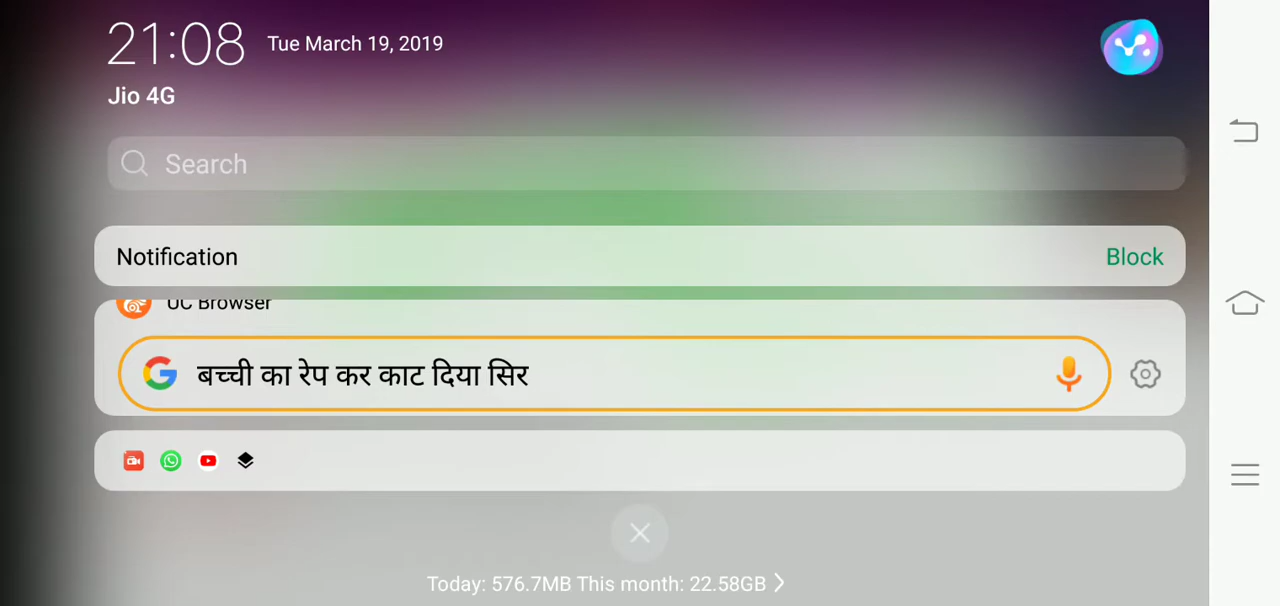 21:08 Tue March 19, 2019
Jio 4G
Search
Notification Block
UC Browser
बच्ची का रेप कर काट दिया सिर
Today: 576.7MB This month: 22.58GB